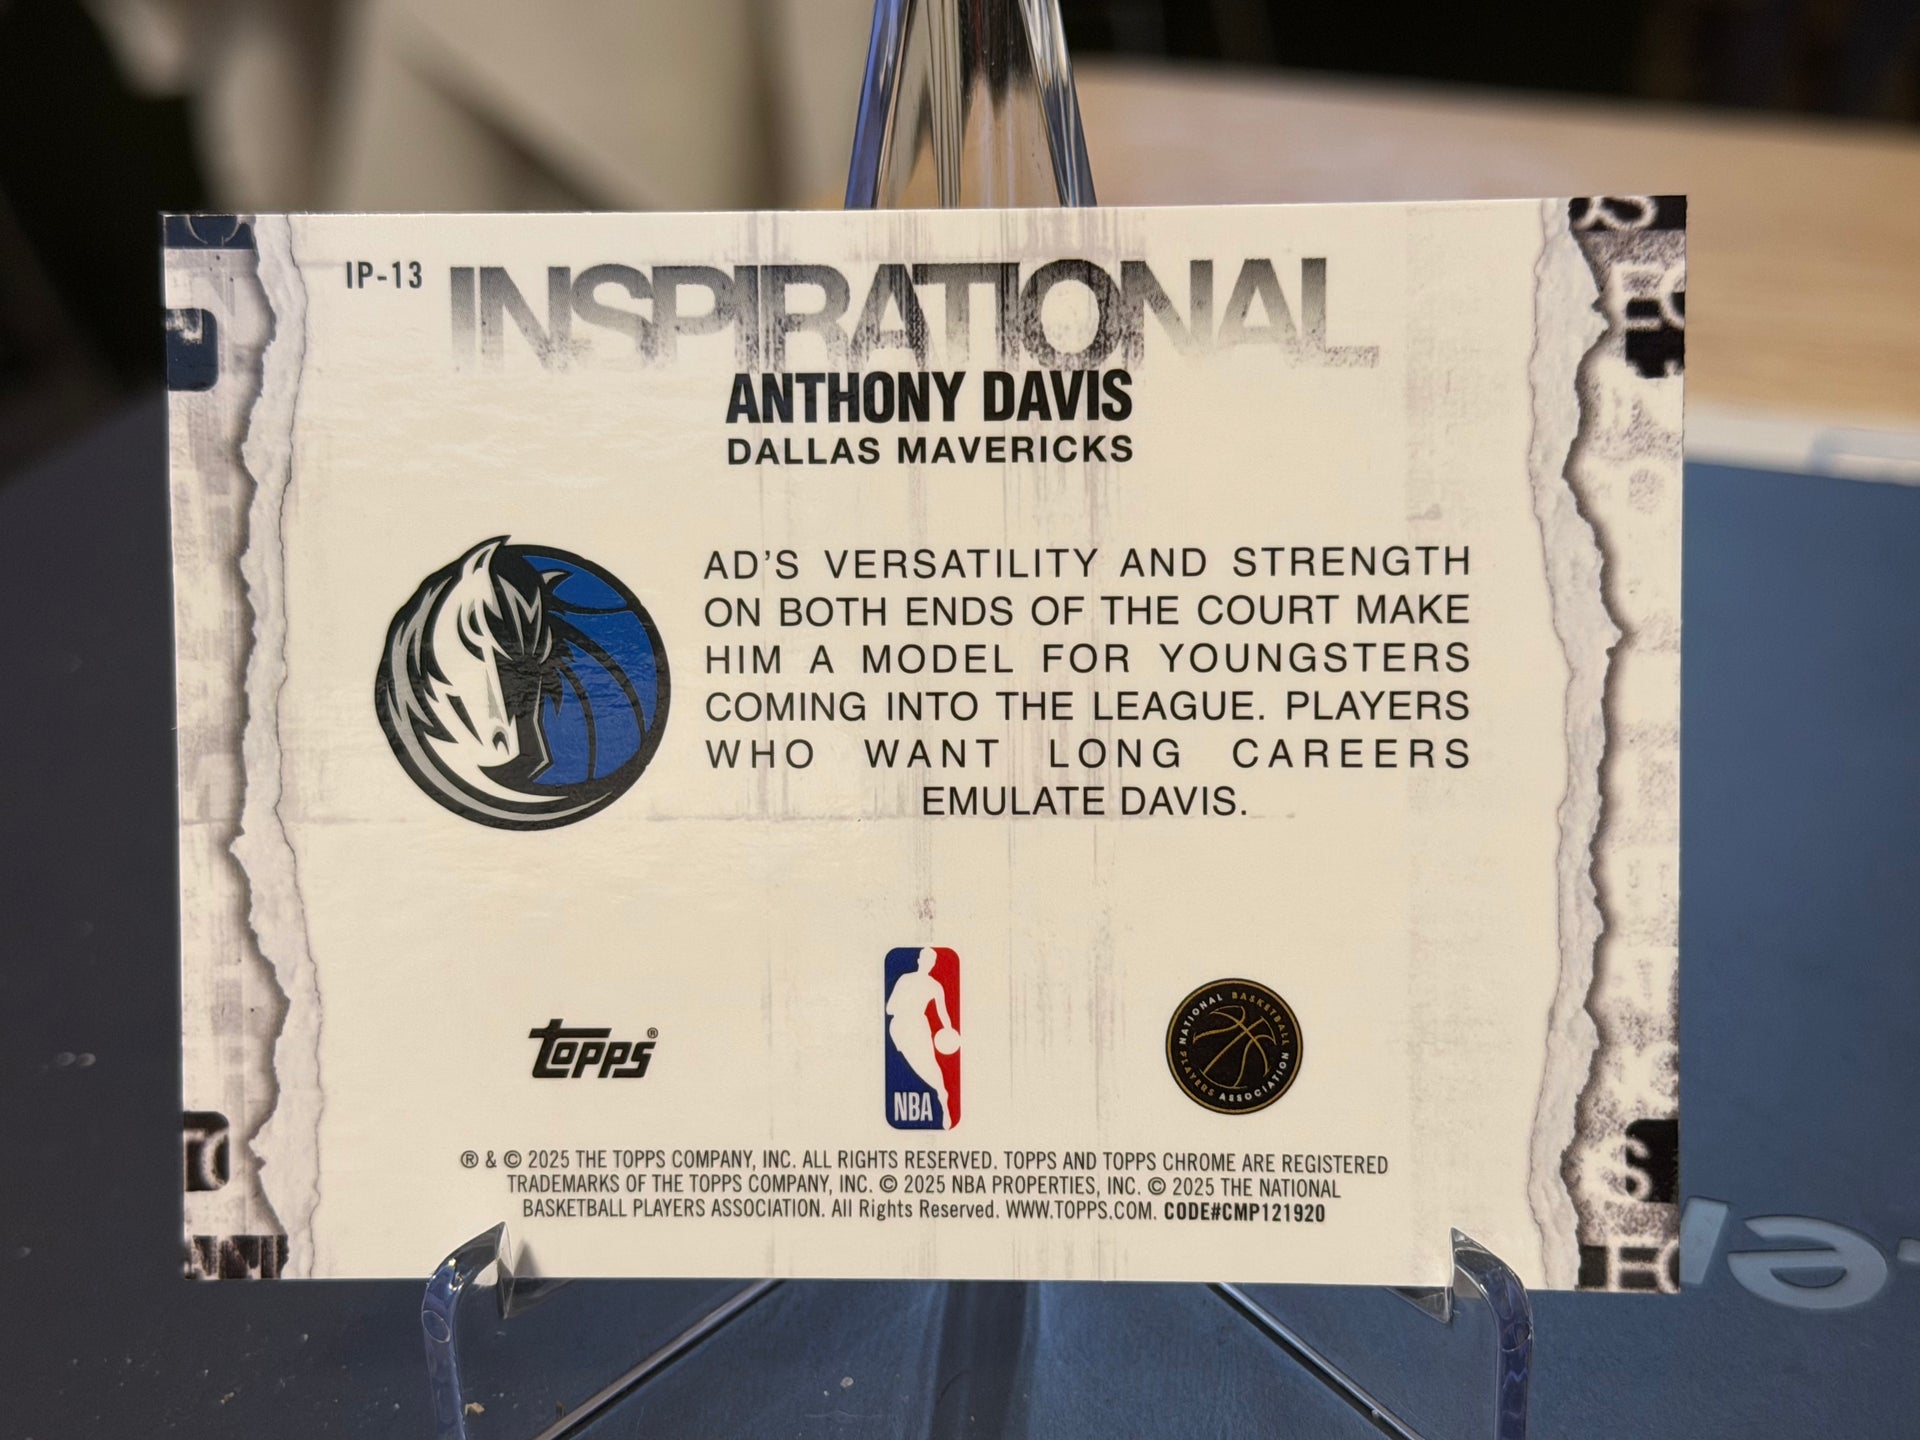 IP-13
INSPIRATIONAL
ANTHONY DAVIS
DALLAS MAVERICKS
AD'S VERSATILITY AND STRENGTH
ON BOTH ENDS OF THE COURT MAKE
HIM A MODEL FOR YOUNGSTERS
COMING INTO THE LEAGUE. PLAYERS
WHO WANT LONG CAREERS
EMULATE DAVIS.
Topps®
NBA
NATIONAL BASKETBALL
PLAYERS ASSOCIATION
® & © 2025 THE TOPPS COMPANY, INC. ALL RIGHTS RESERVED. TOPPS AND TOPPS CHROME ARE REGISTERED
TRADEMARKS OF THE TOPPS COMPANY, INC. © 2025 NBA PROPERTIES, INC. © 2025 THE NATIONAL
BASKETBALL PLAYERS ASSOCIATION. All Rights Reserved. WWW.TOPPS.COM. CODE#CMP121920